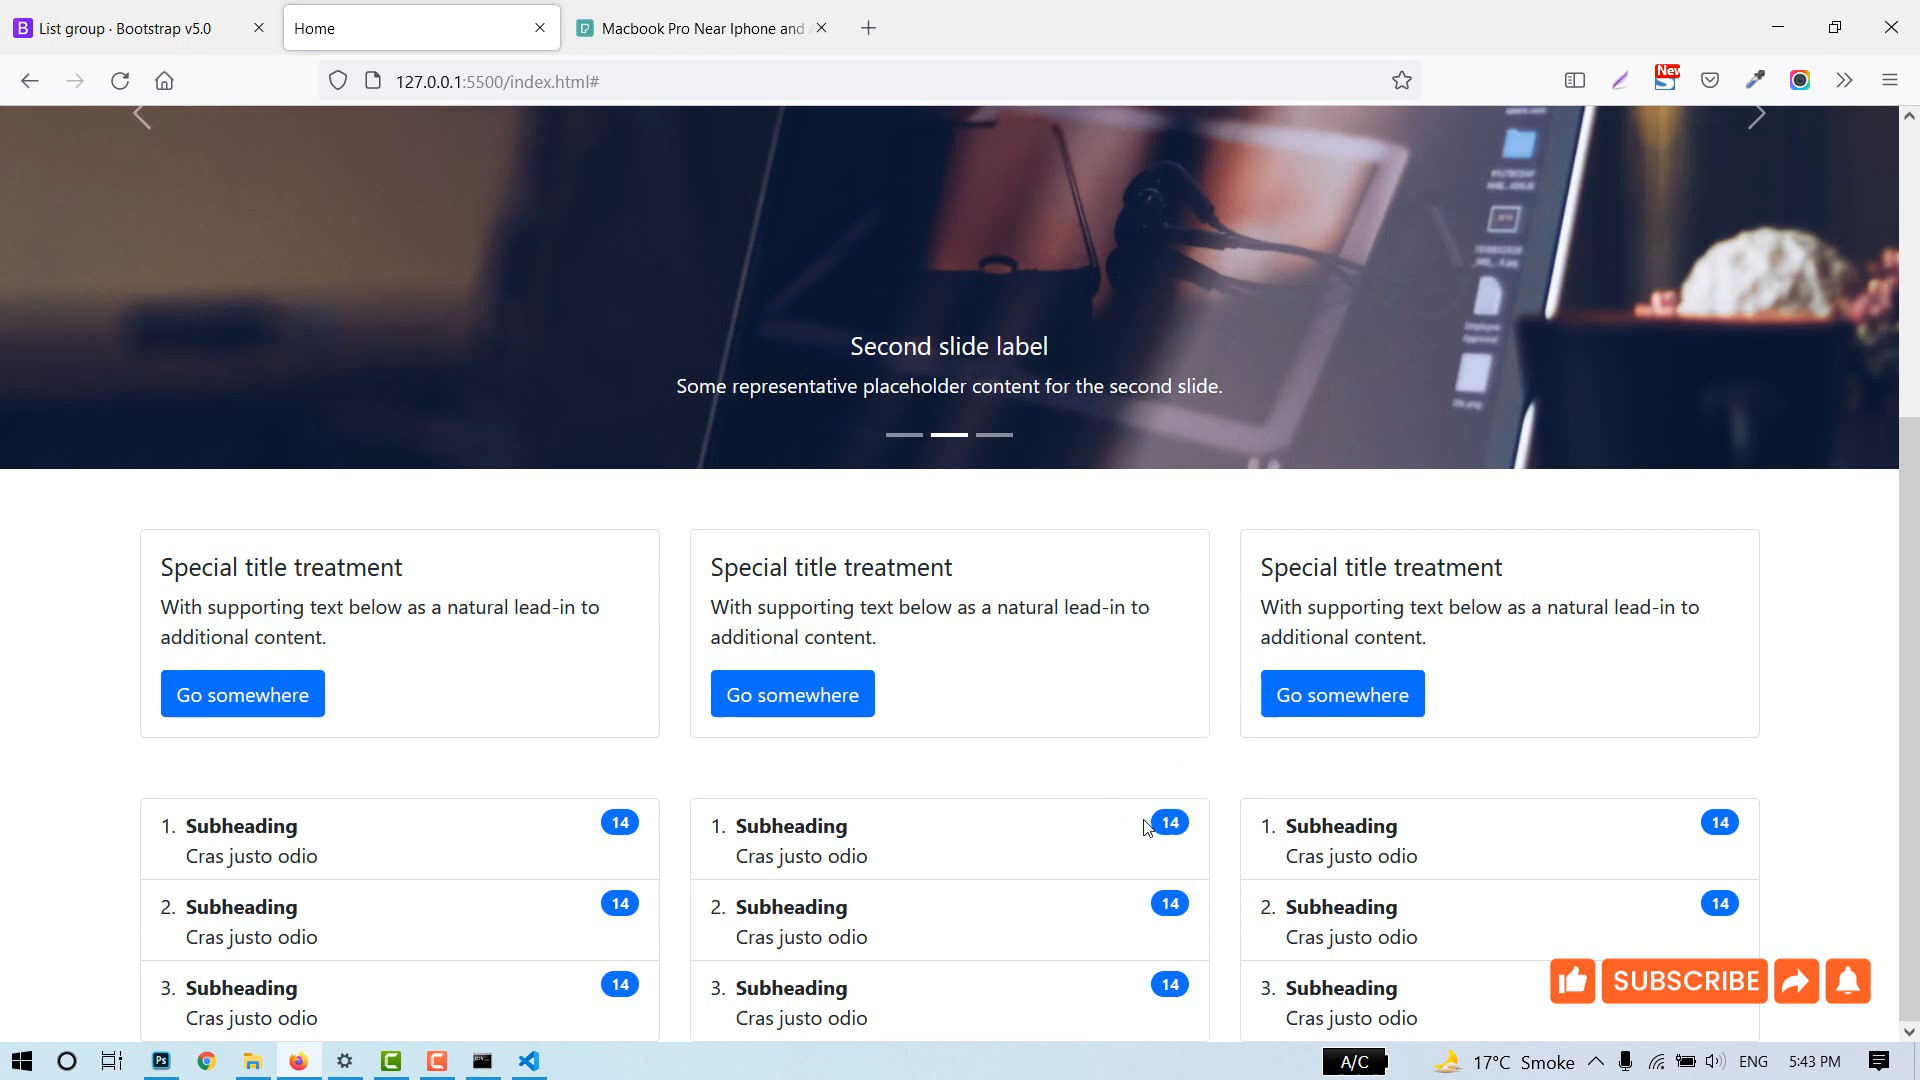 List group · Bootstrap v5.0
Home
Macbook Pro Near Iphone and
127.0.0.1:5500/index.html#
New
Second slide label
Some representative placeholder content for the second slide.
Special title treatment
With supporting text below as a natural lead-in to
additional content.
Go somewhere
Special title treatment
With supporting text below as a natural lead-in to
additional content.
Go somewhere
Special title treatment
With supporting text below as a natural lead-in to
additional content.
Go somewhere
1. Subheading 14
Cras justo odio
2. Subheading 14
Cras justo odio
3. Subheading 14
Cras justo odio
1. Subheading 14
Cras justo odio
2. Subheading 14
Cras justo odio
3. Subheading 14
Cras justo odio
1. Subheading 14
Cras justo odio
2. Subheading 14
Cras justo odio
3. Subheading
Cras justo odio
SUBSCRIBE
Ps
A/C
17°C Smoke
ENG
5:43 PM